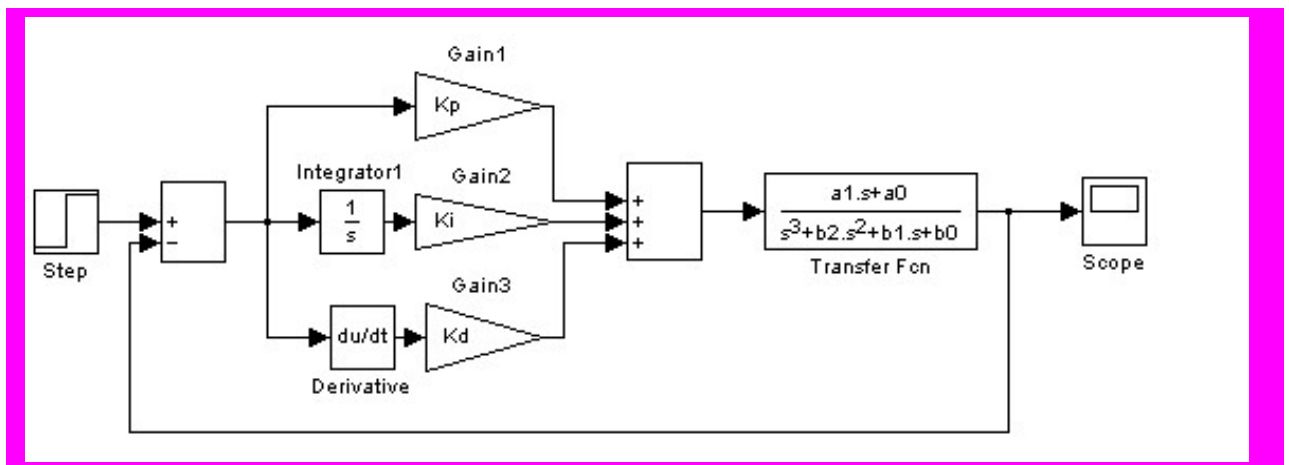 Gain1
Kp
Integrator1
Gain2
1
s
Ki
+
−
Step
+
+
+
a1.s+a0
s³+b2.s²+b1.s+b0
Transfer Fcn
Scope
Gain3
du/dt
Kd
Derivative